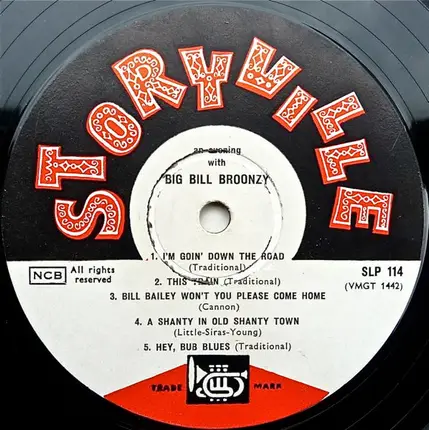 STORYVILLE
an evening
with
BIG BILL BROONZY
1. I'M GOIN' DOWN THE ROAD
(Traditional)
2. THIS TRAIN (Traditional)
3. BILL BAILEY WON'T YOU PLEASE COME HOME
(Cannon)
4. A SHANTY IN OLD SHANTY TOWN
(Little-Siras-Young)
5. HEY, BUB BLUES (Traditional)
NCB
All rights
reserved
SLP 114
(VMGT 1442)
TRADE MARK